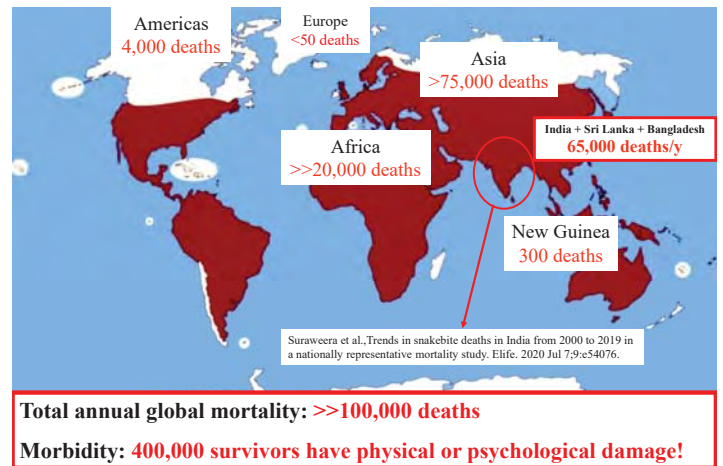 Americas
4,000 deaths
Europe
<50 deaths
Asia
>75,000 deaths
India + Sri Lanka + Bangladesh
65,000 deaths/y
Africa
>>20,000 deaths
New Guinea
300 deaths
Suraweera et al.,Trends in snakebite deaths in India from 2000 to 2019 in
a nationally representative mortality study. Elife. 2020 Jul 7;9:e54076.
Total annual global mortality: >>100,000 deaths
Morbidity: 400,000 survivors have physical or psychological damage!